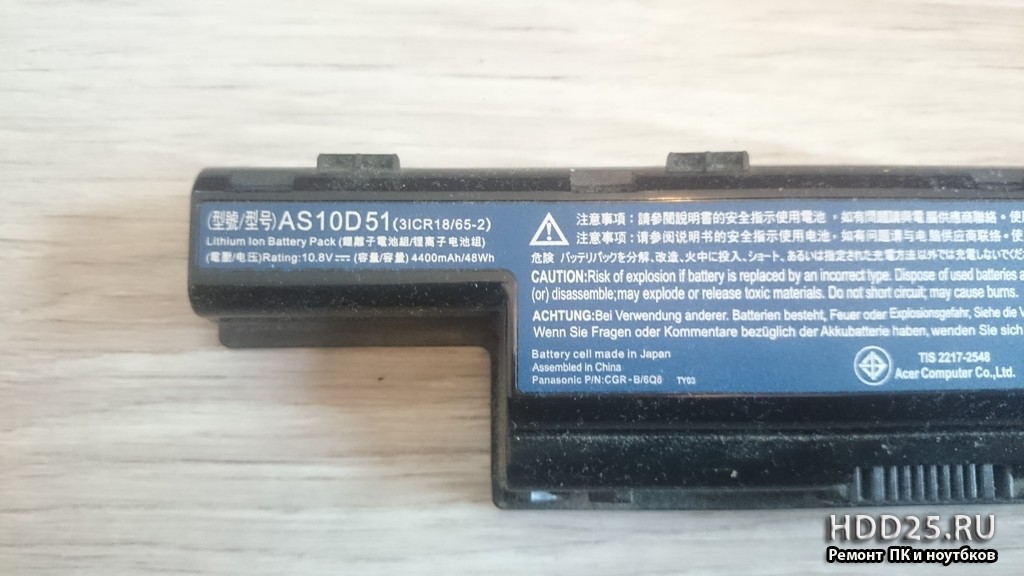 (型號/型号)AS10D51(3ICR18/65-2)
Lithium Ion Battery Pack (鋰離子電池組/锂离子电池组)
(電壓/电压)Rating:10.8V⎓ (容量/容量) 4400mAh/48Wh
注意事項：請參閱說明書的安全指示使用電池，如有問題請與電腦供應商聯絡・
注意事项：请参阅说明书的安全指示使用电池，如有问题请与电脑供应商联络・
危険 バッテリパックを分解、改造、火中に投入、ショート、あるいは指定された充電方法以外では充電しないでくだ
CAUTION:Risk of explosion if battery is replaced by an incorrect type. Dispose of used batteries a
(or) disassemble;may explode or release toxic materials. Do not short circuit; may cause burns.
ACHTUNG:Bei Verwendung anderer. Batterien besteht, Feuer oder Explosionsgefahr, Siehe die
Wenn Sie Fragen oder Kommentare bezüglich der Akkubatterie haben, wenden Sie sich
Battery cell made in Japan
Assembled in China
Panasonic P/N:CGR-B/6Q8 TY03
TIS 2217-2548
Acer Computer Co.,Ltd.
HDD25.RU
Ремонт ПК и ноутбков